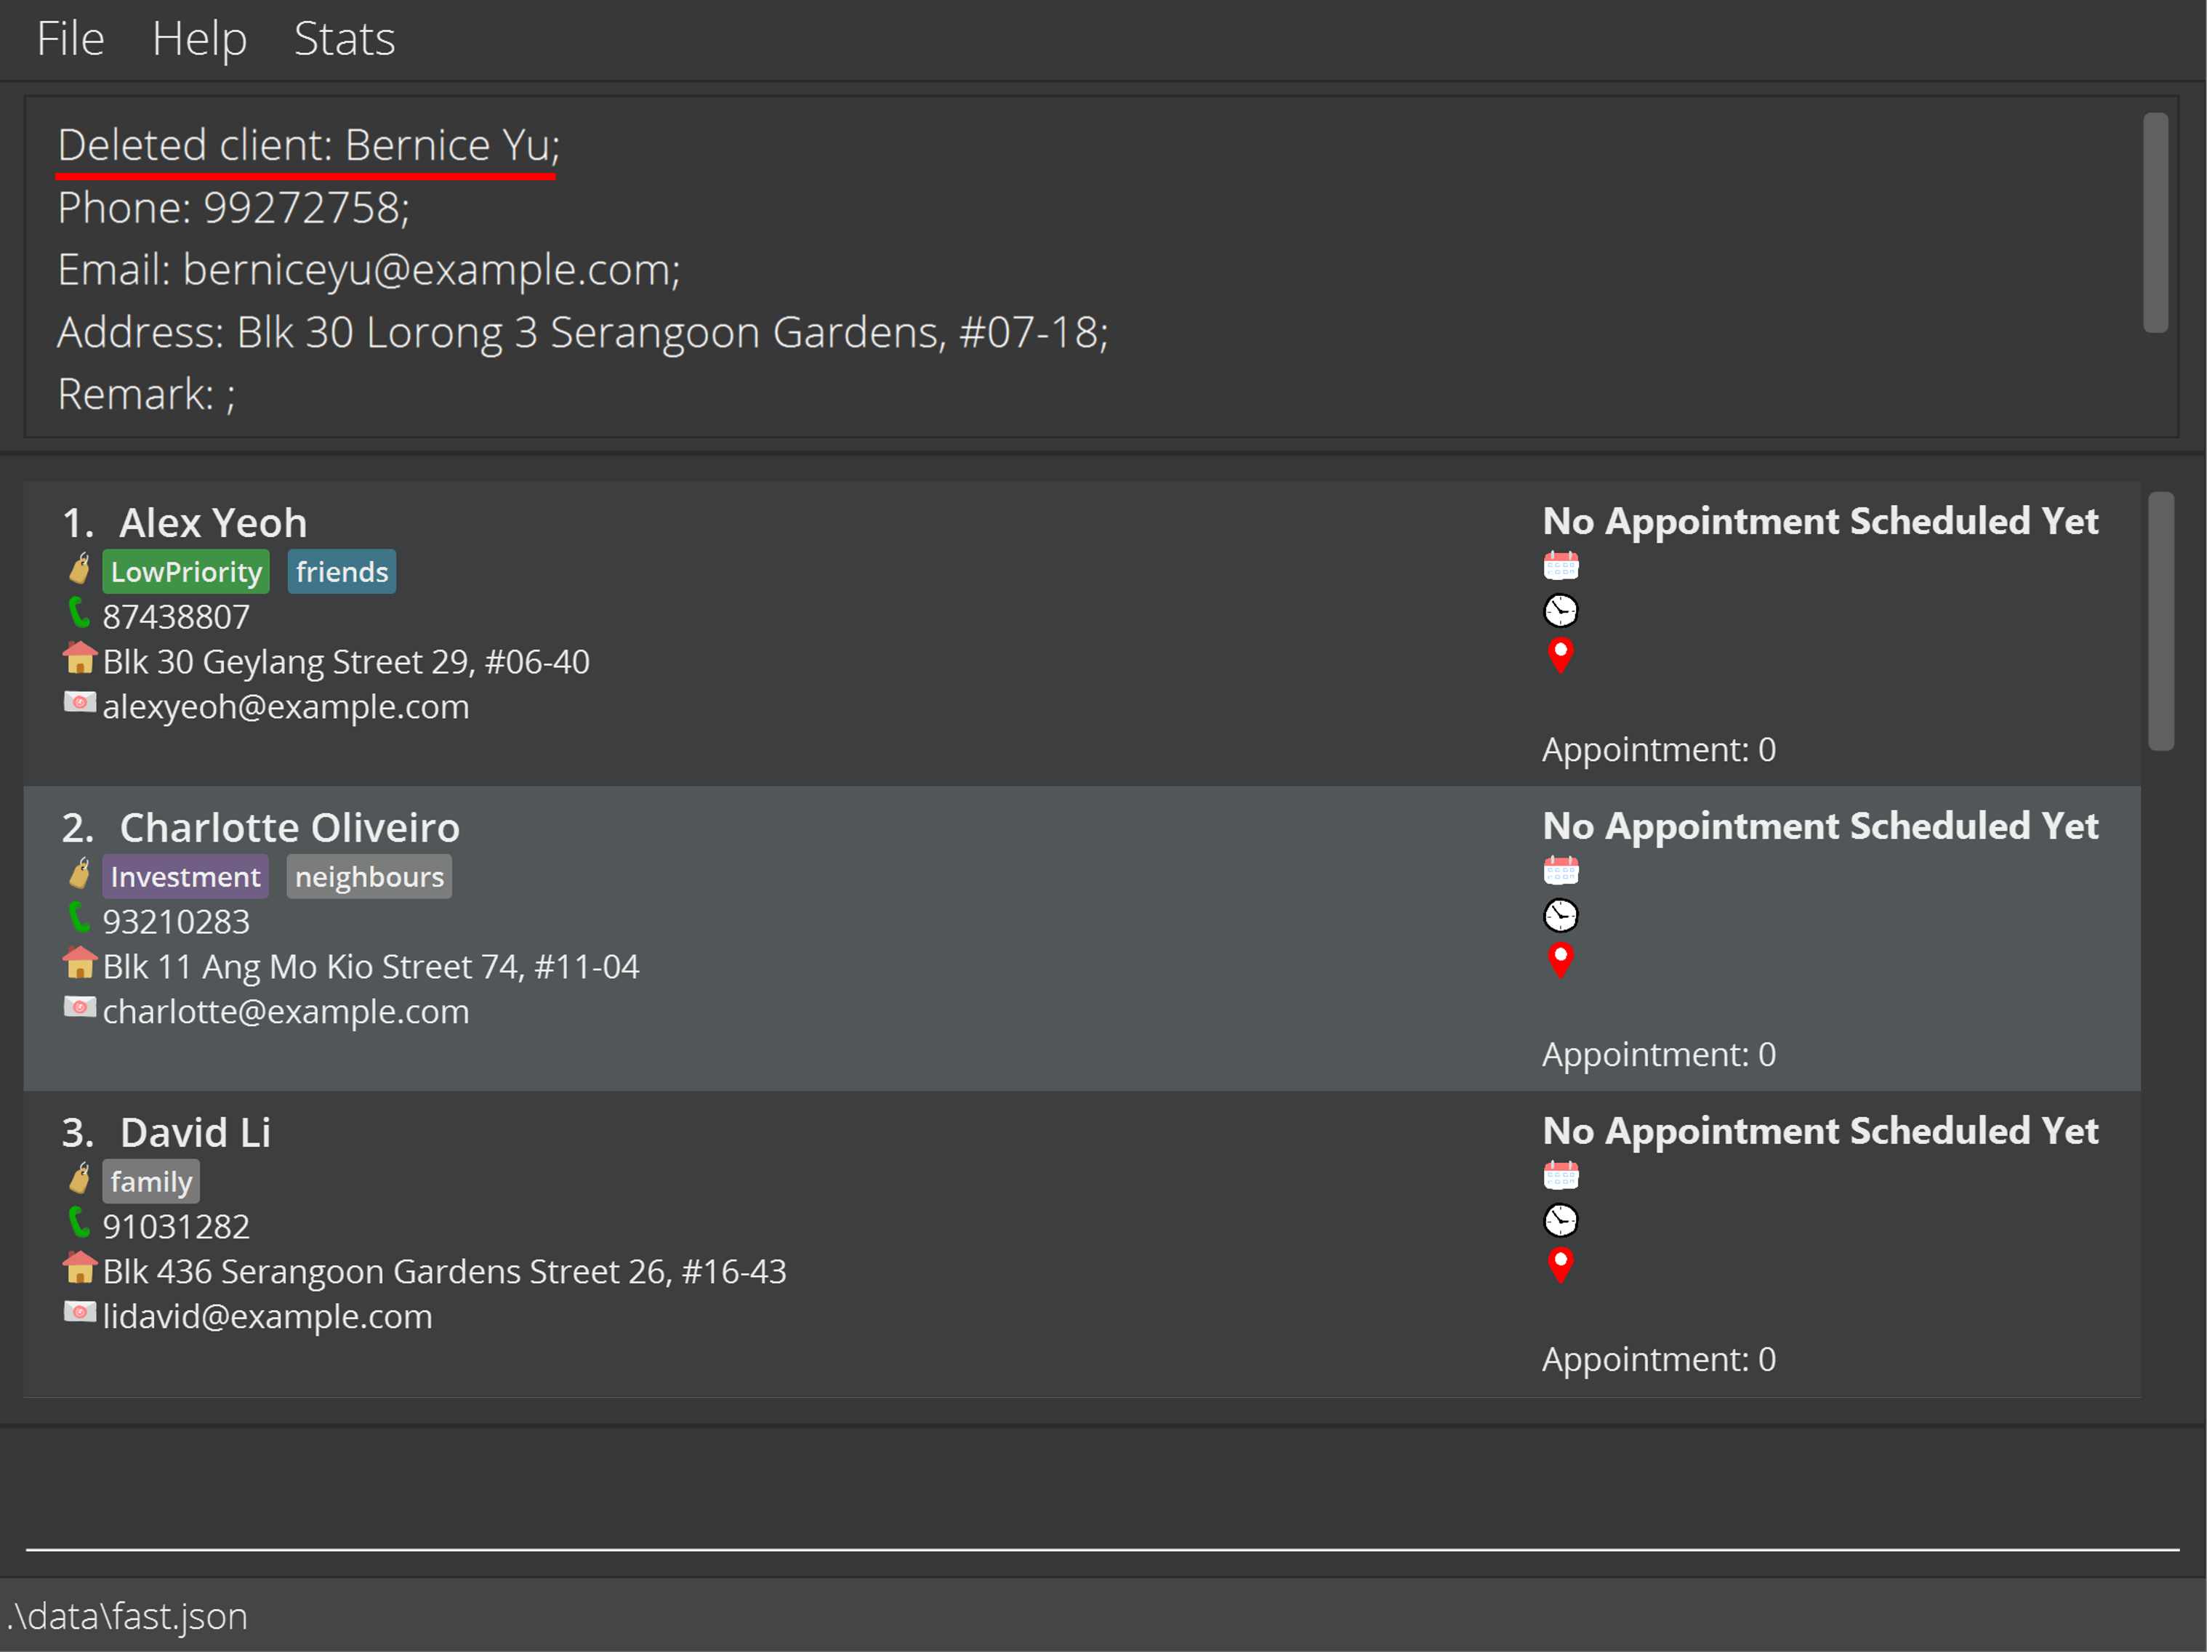 File Help Stats
Deleted client: Bernice Yu;
Phone: 99272758;
Email: berniceyu@example.com;
Address: Blk 30 Lorong 3 Serangoon Gardens, #07-18;
Remark: ;
1. Alex Yeoh
LowPriority friends
87438807
Blk 30 Geylang Street 29, #06-40
alexyeoh@example.com
No Appointment Scheduled Yet
Appointment: 0
2. Charlotte Oliveiro
Investment neighbours
93210283
Blk 11 Ang Mo Kio Street 74, #11-04
charlotte@example.com
No Appointment Scheduled Yet
Appointment: 0
3. David Li
family
91031282
Blk 436 Serangoon Gardens Street 26, #16-43
lidavid@example.com
No Appointment Scheduled Yet
Appointment: 0
.\data\fast.json